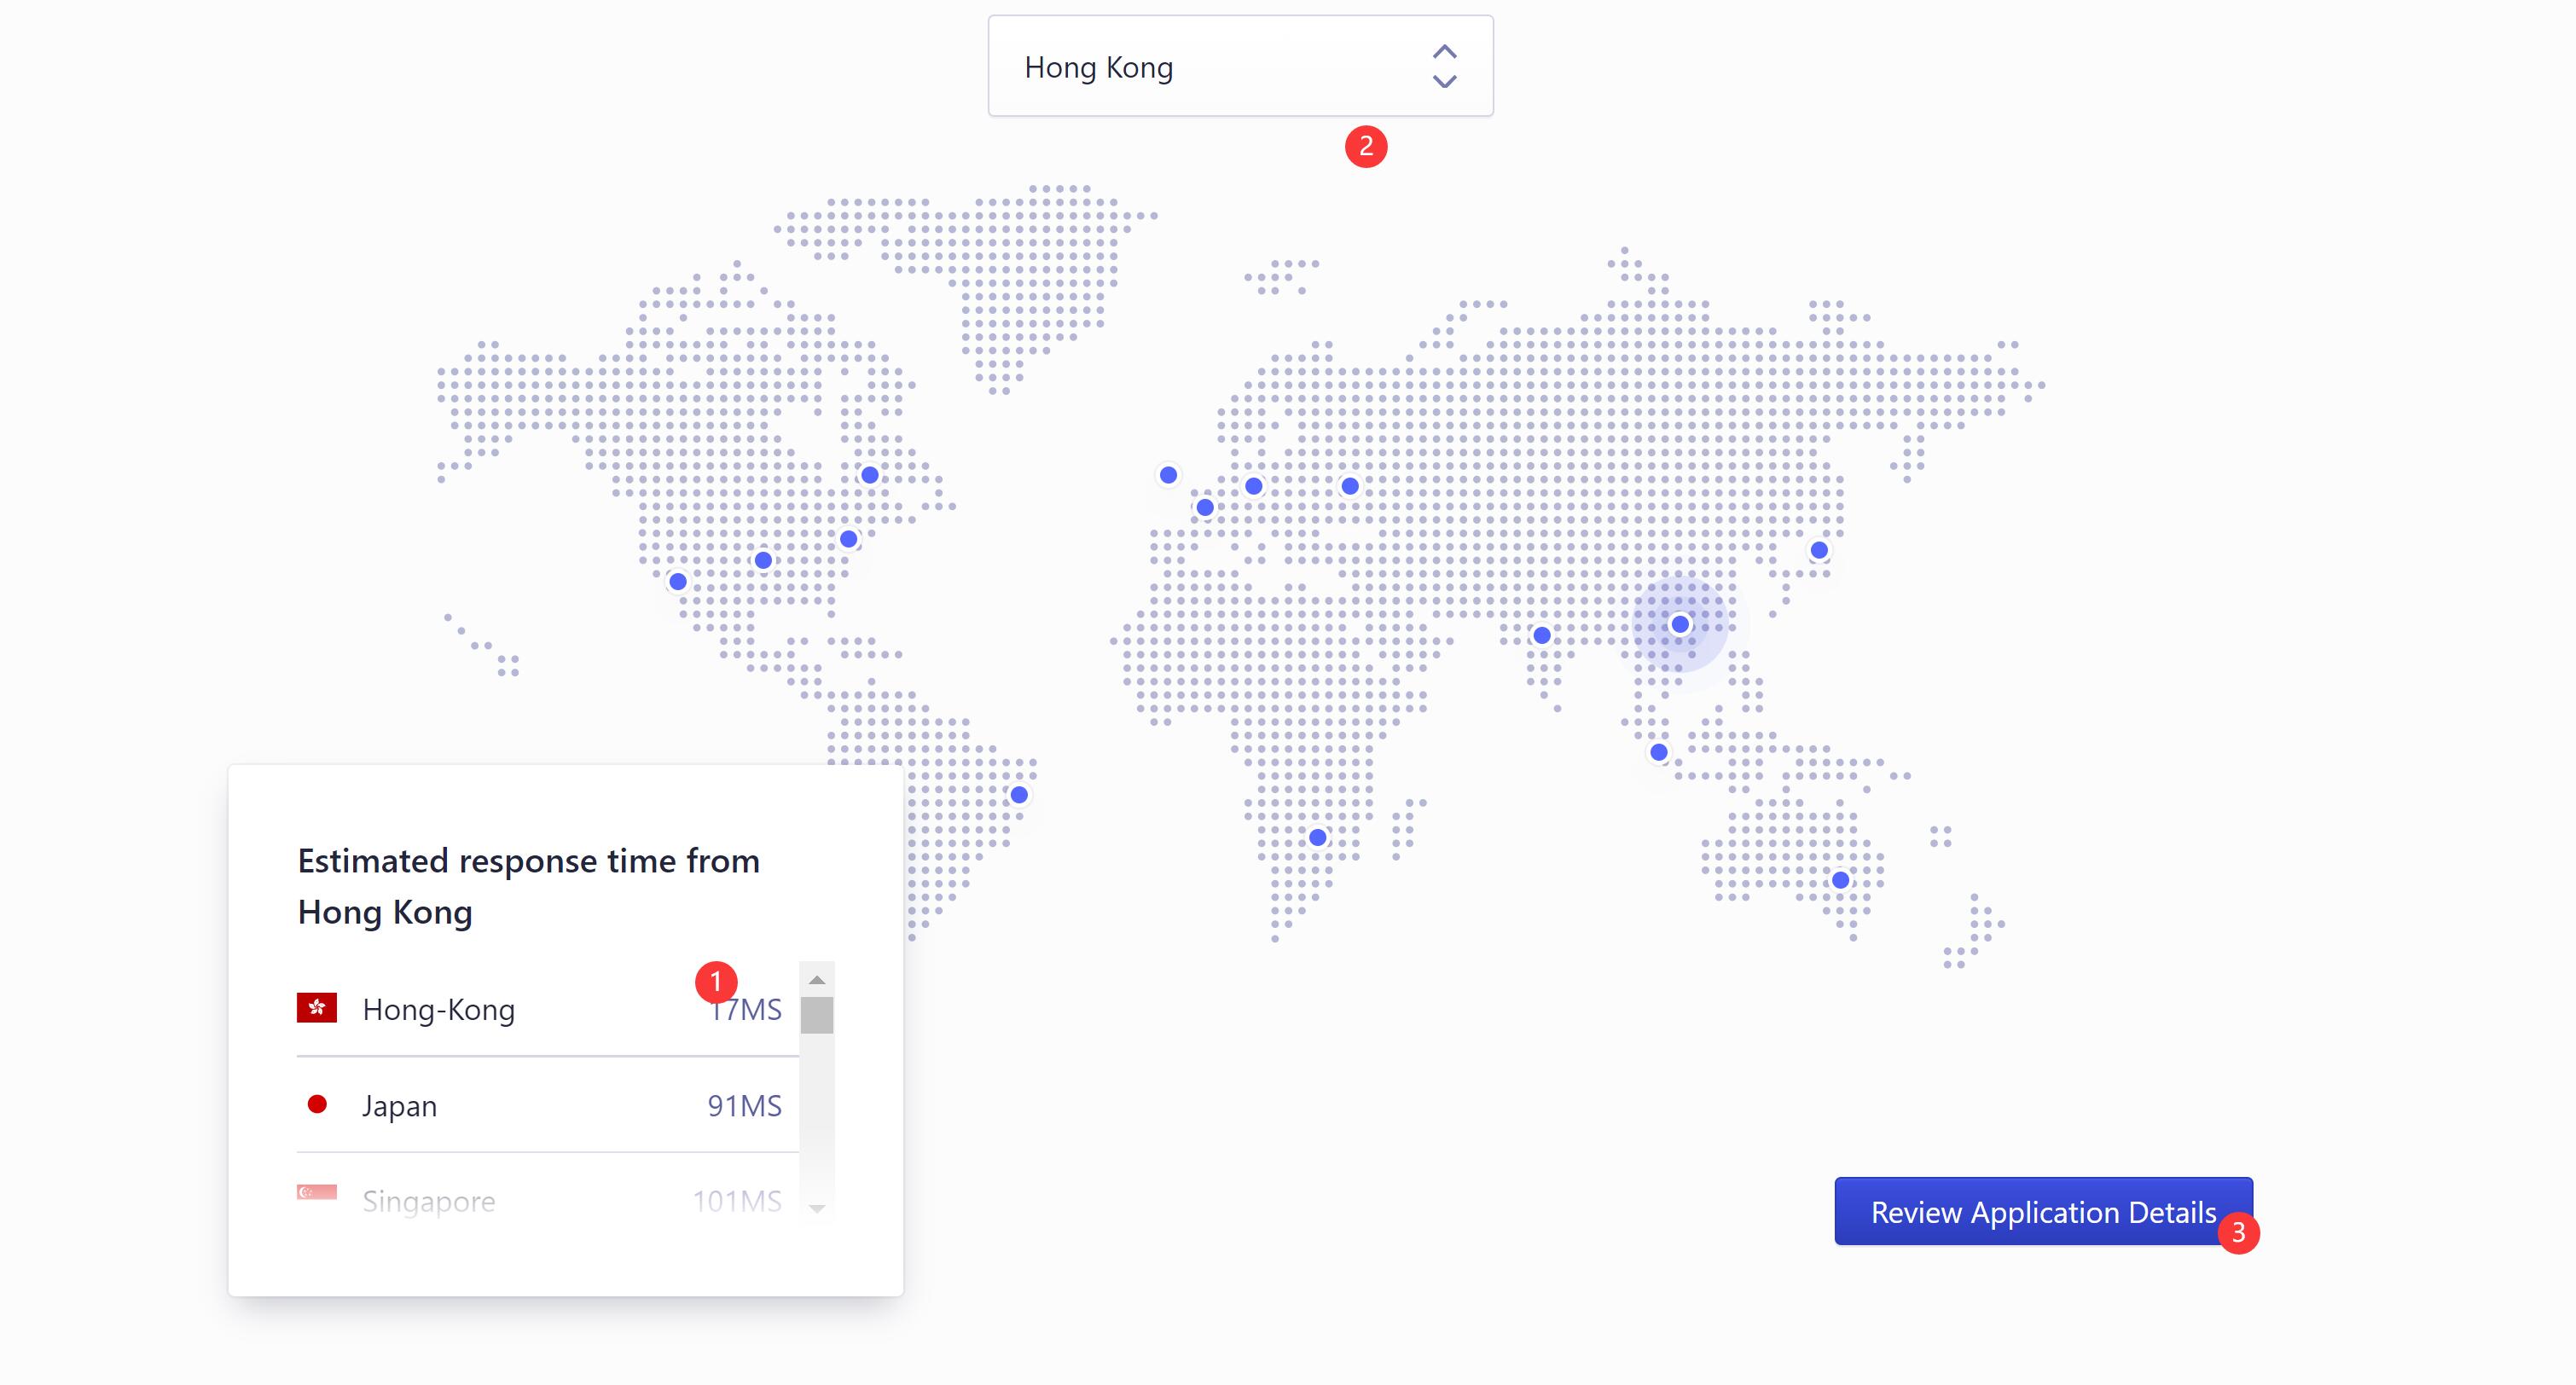 Hong Kong
2
Estimated response time from
Hong Kong
1
Hong-Kong 17MS
Japan 91MS
Singapore 101MS
Review Application Details
3